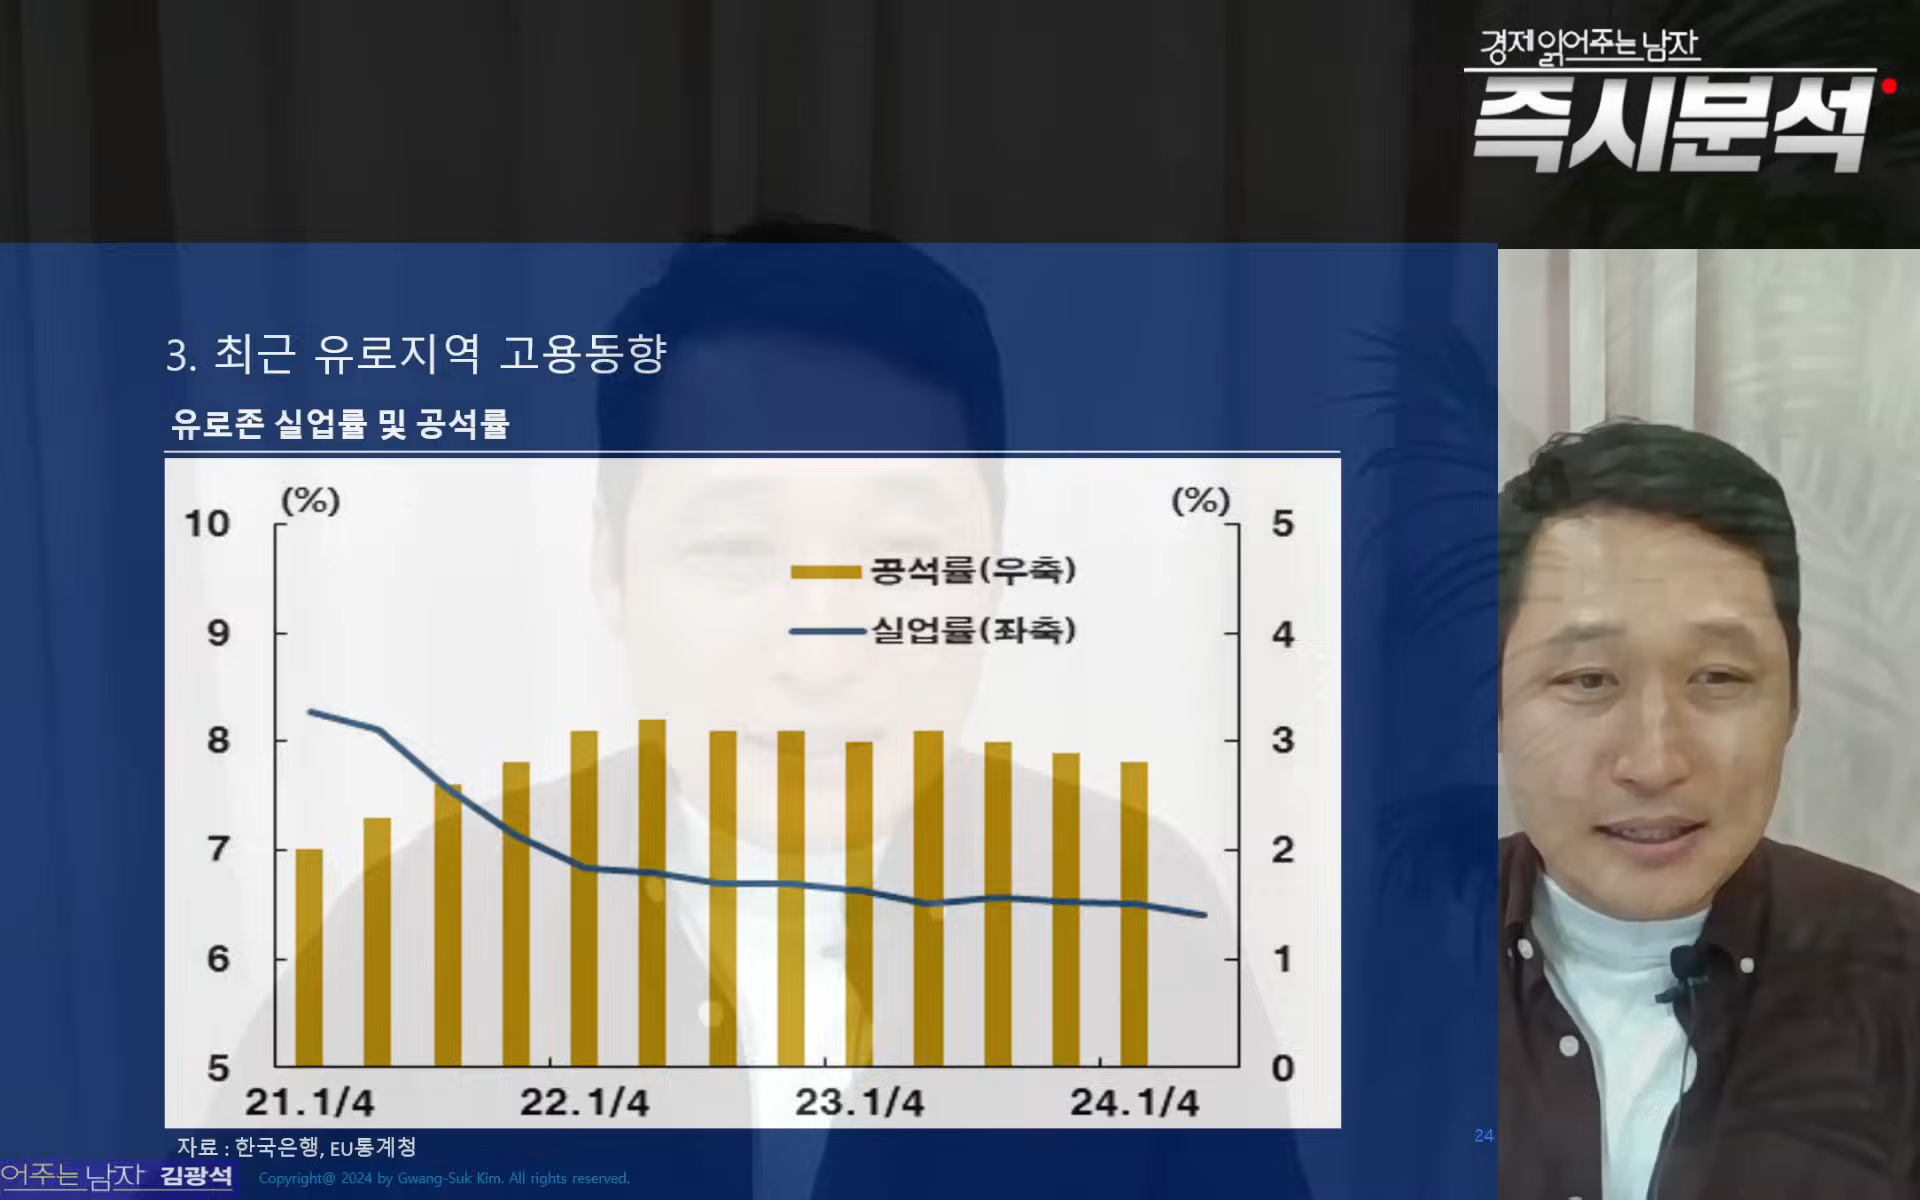 경제읽어주는남자
즉시분석
3. 최근 유로지역 고용동향
유로존 실업률 및 공석률
(%)
(%)
10
9
8
7
6
5
5
4
3
2
1
0
공석률(우축)
실업률(좌축)
21.1/4
22.1/4
23.1/4
24.1/4
자료 : 한국은행, EU통계청
24
어주는남자 김광석
Copyright@ 2024 by Gwang-Suk Kim. All rights reserved.